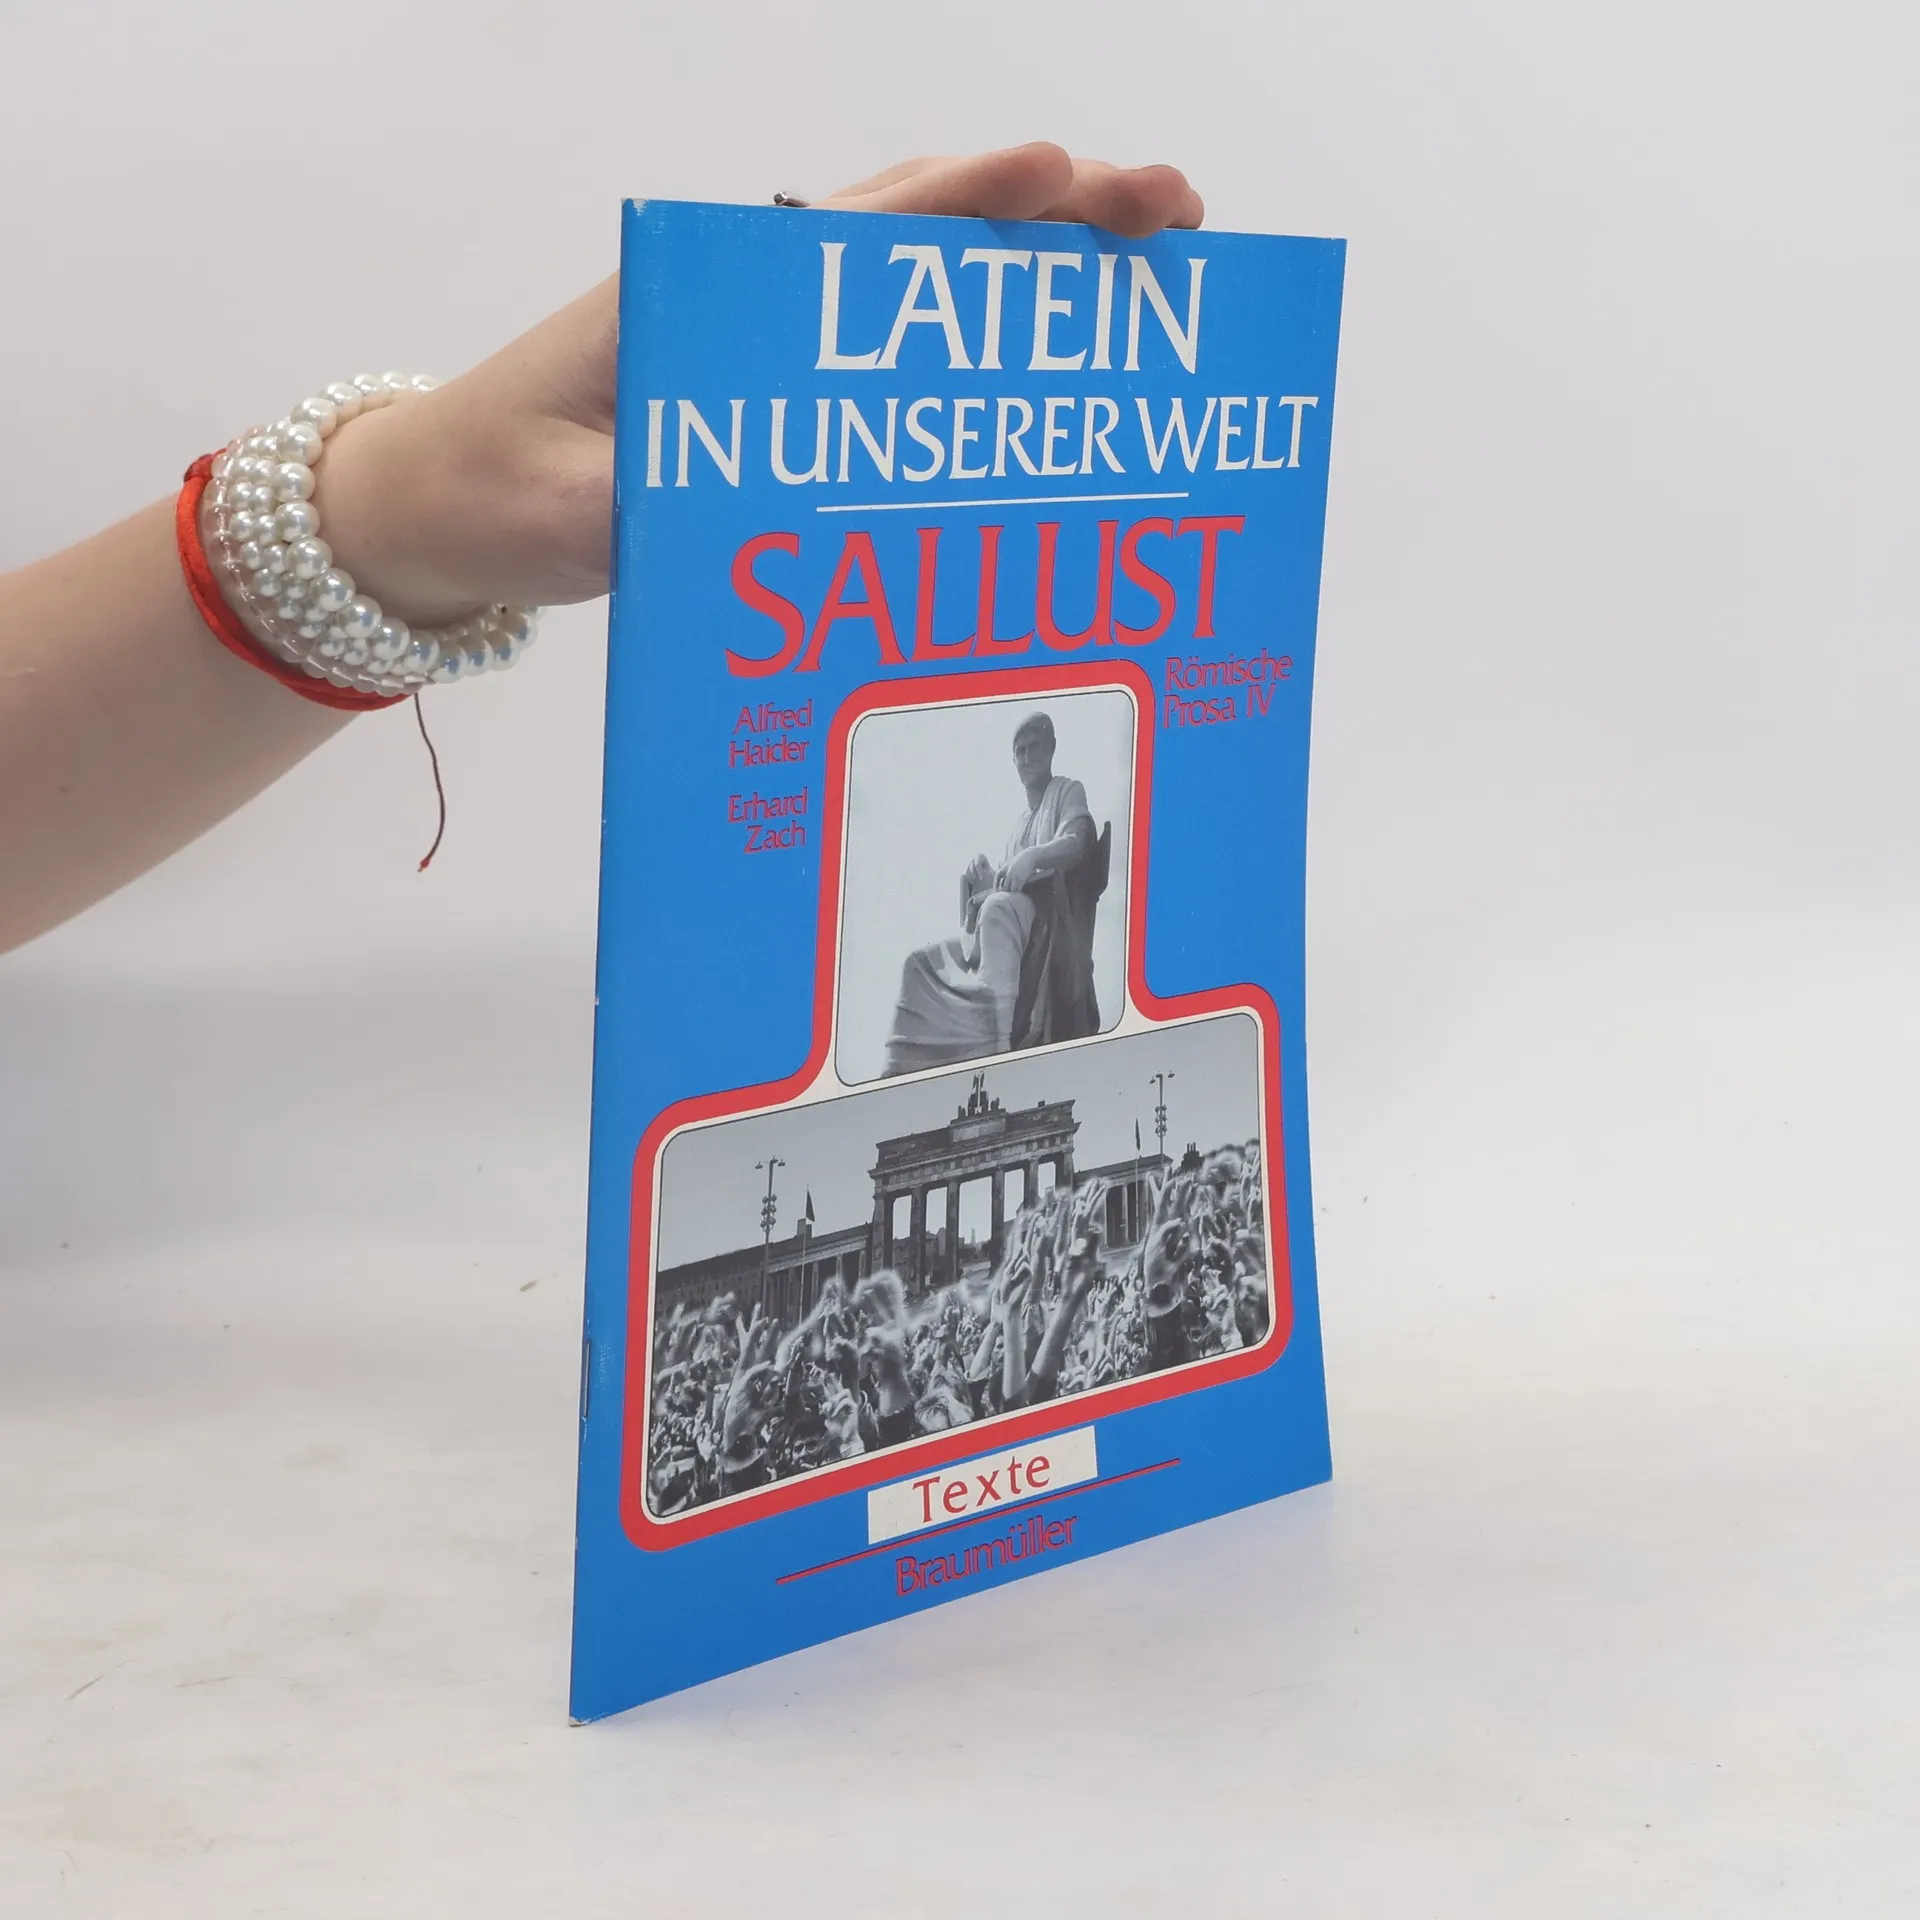 LATEIN
IN UNSERER WELT
SALLUST
Alfred
Haider
Erhard
Zach
Römische
Prosa IV
Texte
Braumüller